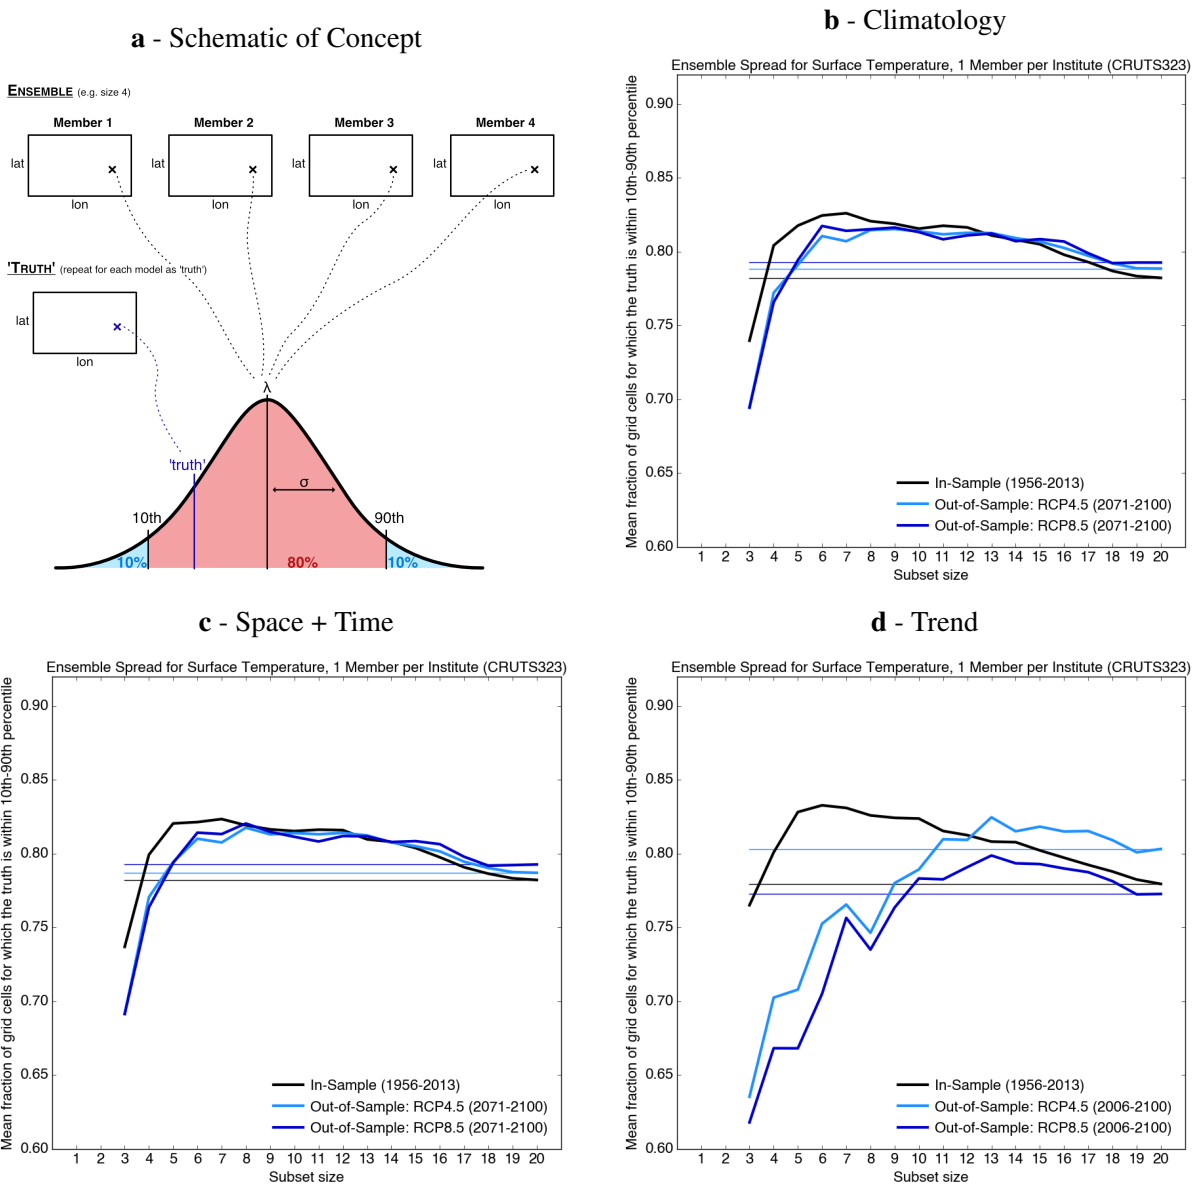 a - Schematic of Concept
ENSEMBLE (e.g. size 4)
Member 1 Member 2 Member 3 Member 4
lat lat lat lat
lon lon lon lon
'TRUTH' (repeat for each model as 'truth')
lat
lon
λ
'truth'
σ
10th 90th
10% 80% 10%
b - Climatology
Ensemble Spread for Surface Temperature, 1 Member per Institute (CRUTS323)
Mean fraction of grid cells for which the truth is within 10th-90th percentile
0.90
0.85
0.80
0.75
0.70
0.65
0.60
In-Sample (1956-2013)
Out-of-Sample: RCP4.5 (2071-2100)
Out-of-Sample: RCP8.5 (2071-2100)
1 2 3 4 5 6 7 8 9 10 11 12 13 14 15 16 17 18 19 20
Subset size
c - Space + Time
Ensemble Spread for Surface Temperature, 1 Member per Institute (CRUTS323)
Mean fraction of grid cells for which the truth is within 10th-90th percentile
0.90
0.85
0.80
0.75
0.70
0.65
0.60
In-Sample (1956-2013)
Out-of-Sample: RCP4.5 (2071-2100)
Out-of-Sample: RCP8.5 (2071-2100)
1 2 3 4 5 6 7 8 9 10 11 12 13 14 15 16 17 18 19 20
Subset size
d - Trend
Ensemble Spread for Surface Temperature, 1 Member per Institute (CRUTS323)
Mean fraction of grid cells for which the truth is within 10th-90th percentile
0.90
0.85
0.80
0.75
0.70
0.65
0.60
In-Sample (1956-2013)
Out-of-Sample: RCP4.5 (2006-2100)
Out-of-Sample: RCP8.5 (2006-2100)
1 2 3 4 5 6 7 8 9 10 11 12 13 14 15 16 17 18 19 20
Subset size